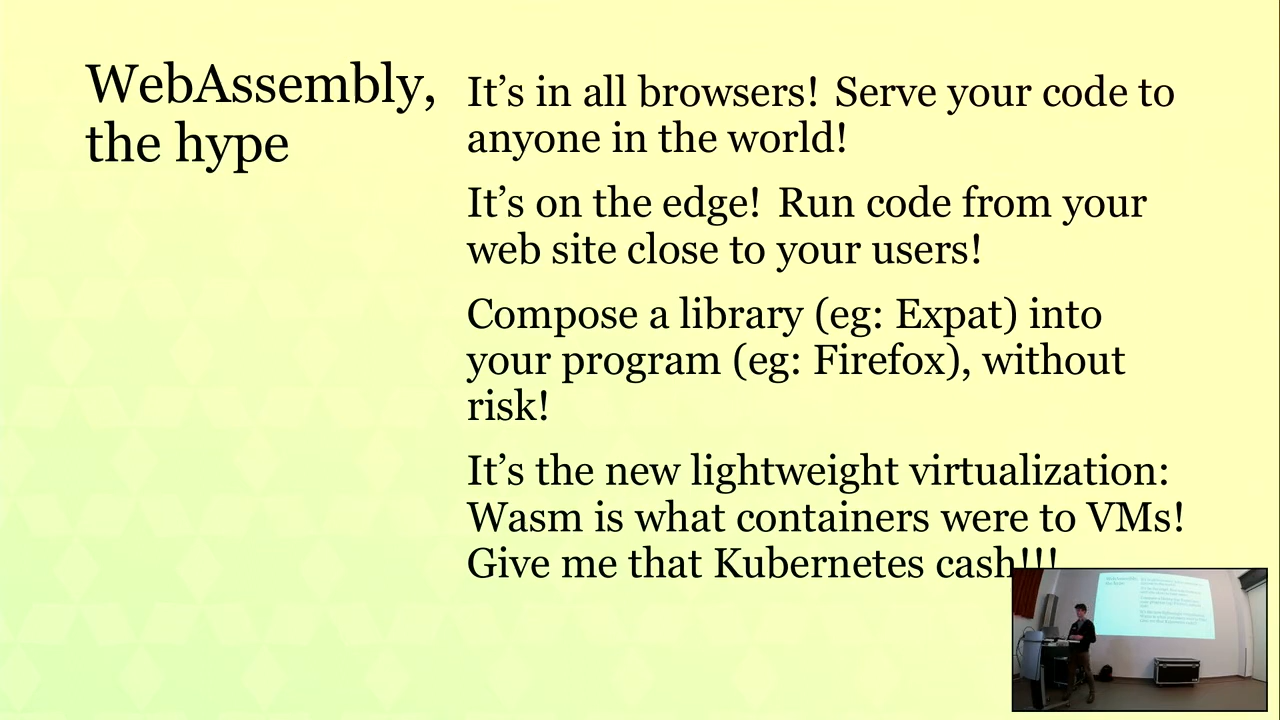 WebAssembly,
the hype
It’s in all browsers! Serve your code to
anyone in the world!
It’s on the edge! Run code from your
web site close to your users!
Compose a library (eg: Expat) into
your program (eg: Firefox), without
risk!
It’s the new lightweight virtualization:
Wasm is what containers were to VMs!
Give me that Kubernetes cash!!!